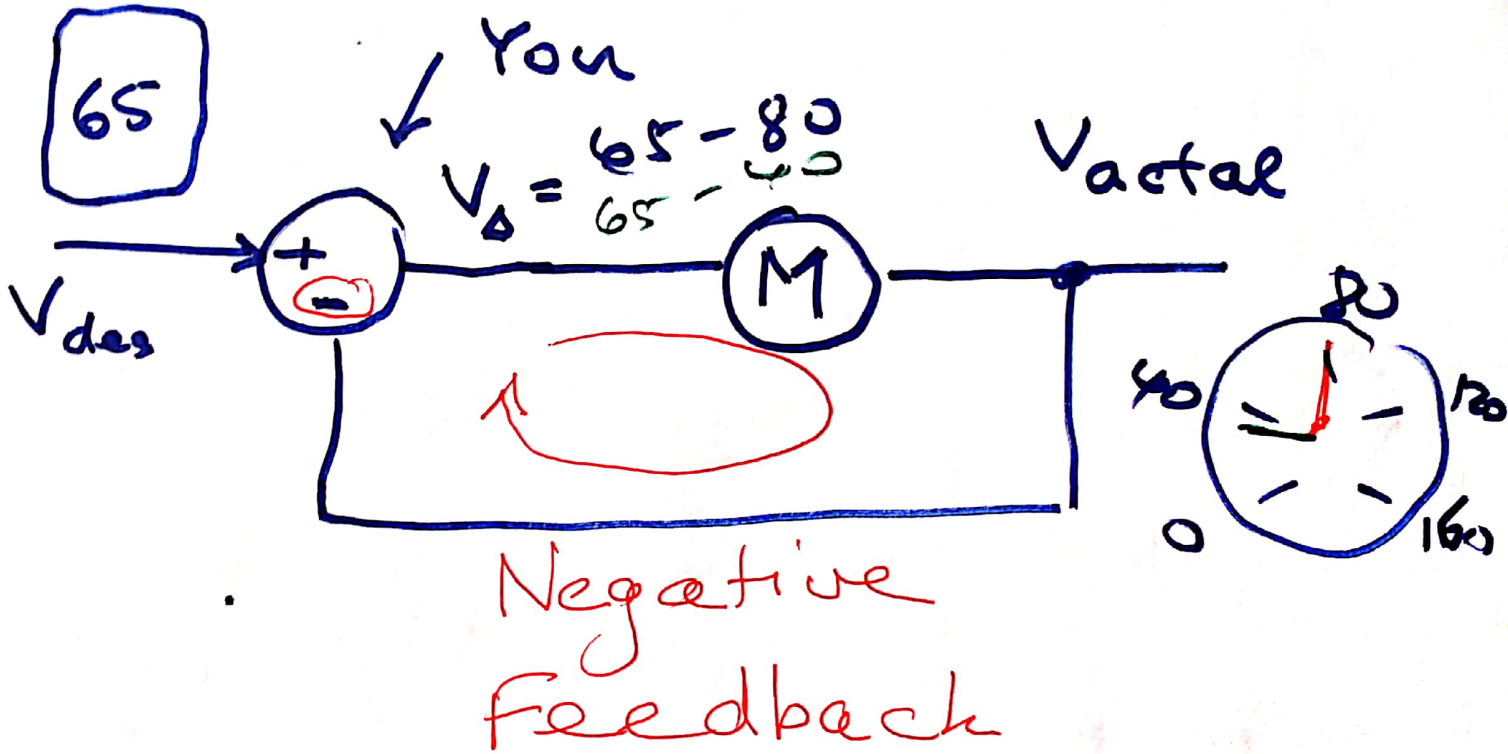 65
You
V_Δ = 65 - 80
65 - 40
V_actal
+
-
M
V_des
80
40
120
0
160
Negative
Feedback